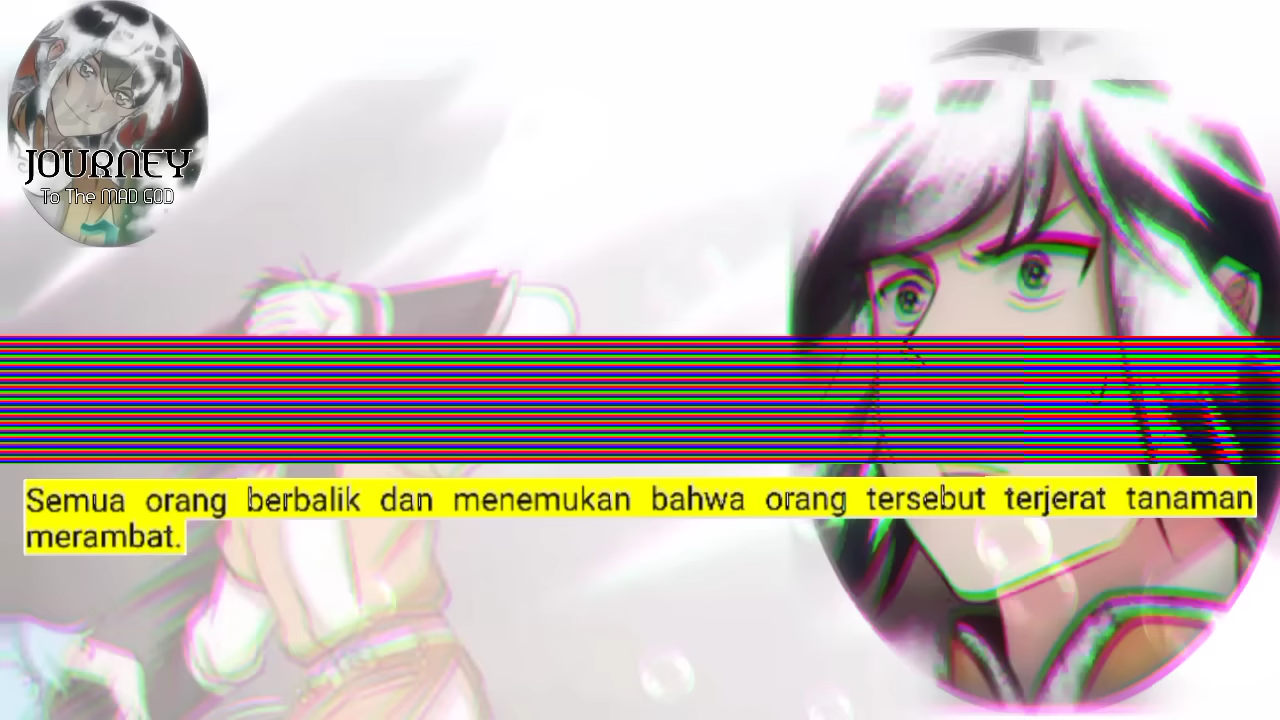 JOURNEY
To The MAD GOD
Semua orang berbalik dan menemukan bahwa orang tersebut terjerat tanaman
merambat.